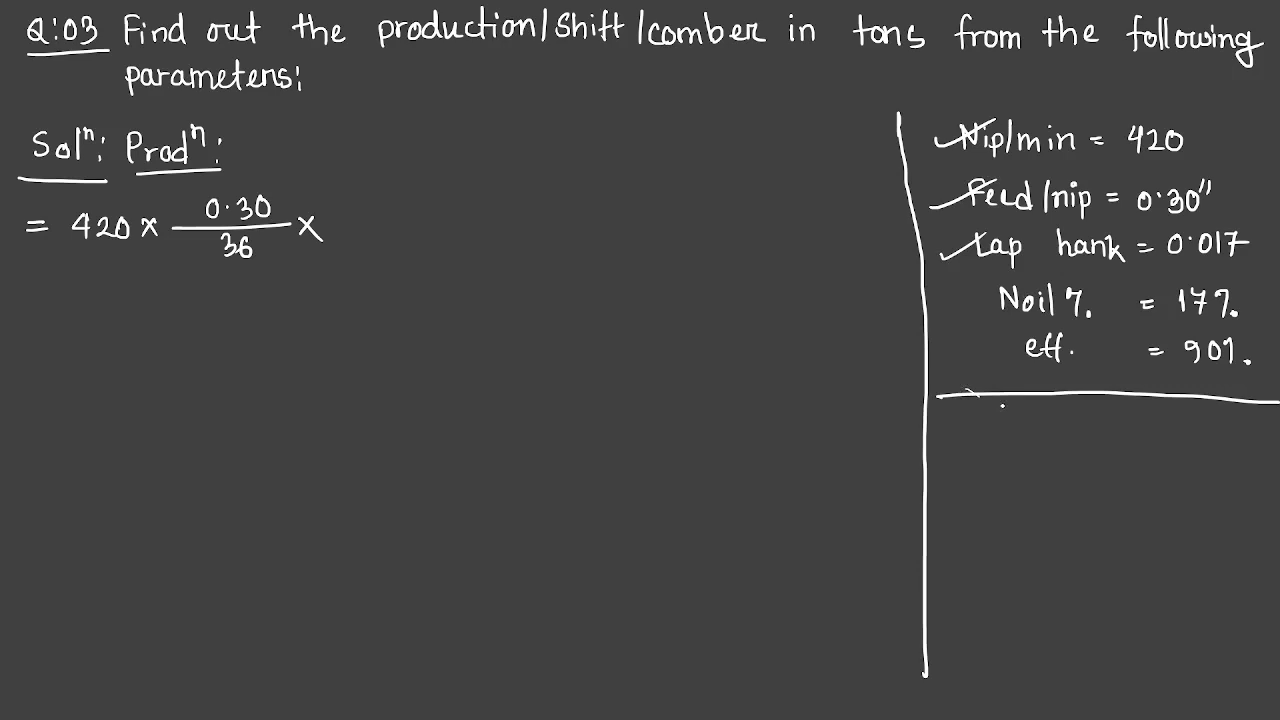 Q:03 Find out the production/Shift/comber in tons from the following
parameters:
Solⁿ: Prodⁿ:
= 420 × 0.30/36 ×
Nip/min = 420
Feed/nip = 0.30"
Lap hank = 0.017
Noil % = 17%
eff. = 90%